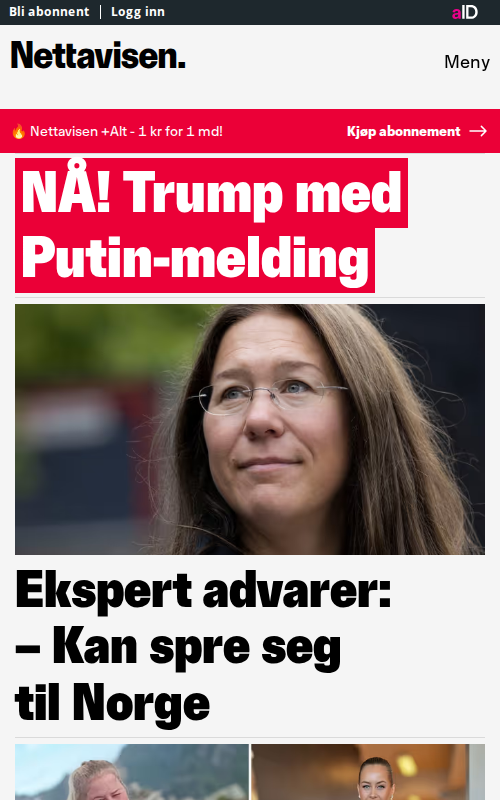 Bli abonnent | Logg inn
aID
Nettavisen.
Meny
🔥 Nettavisen +Alt - 1 kr for 1 md!
Kjøp abonnement →
NÅ! Trump med
Putin-melding
Ekspert advarer:
– Kan spre seg
til Norge